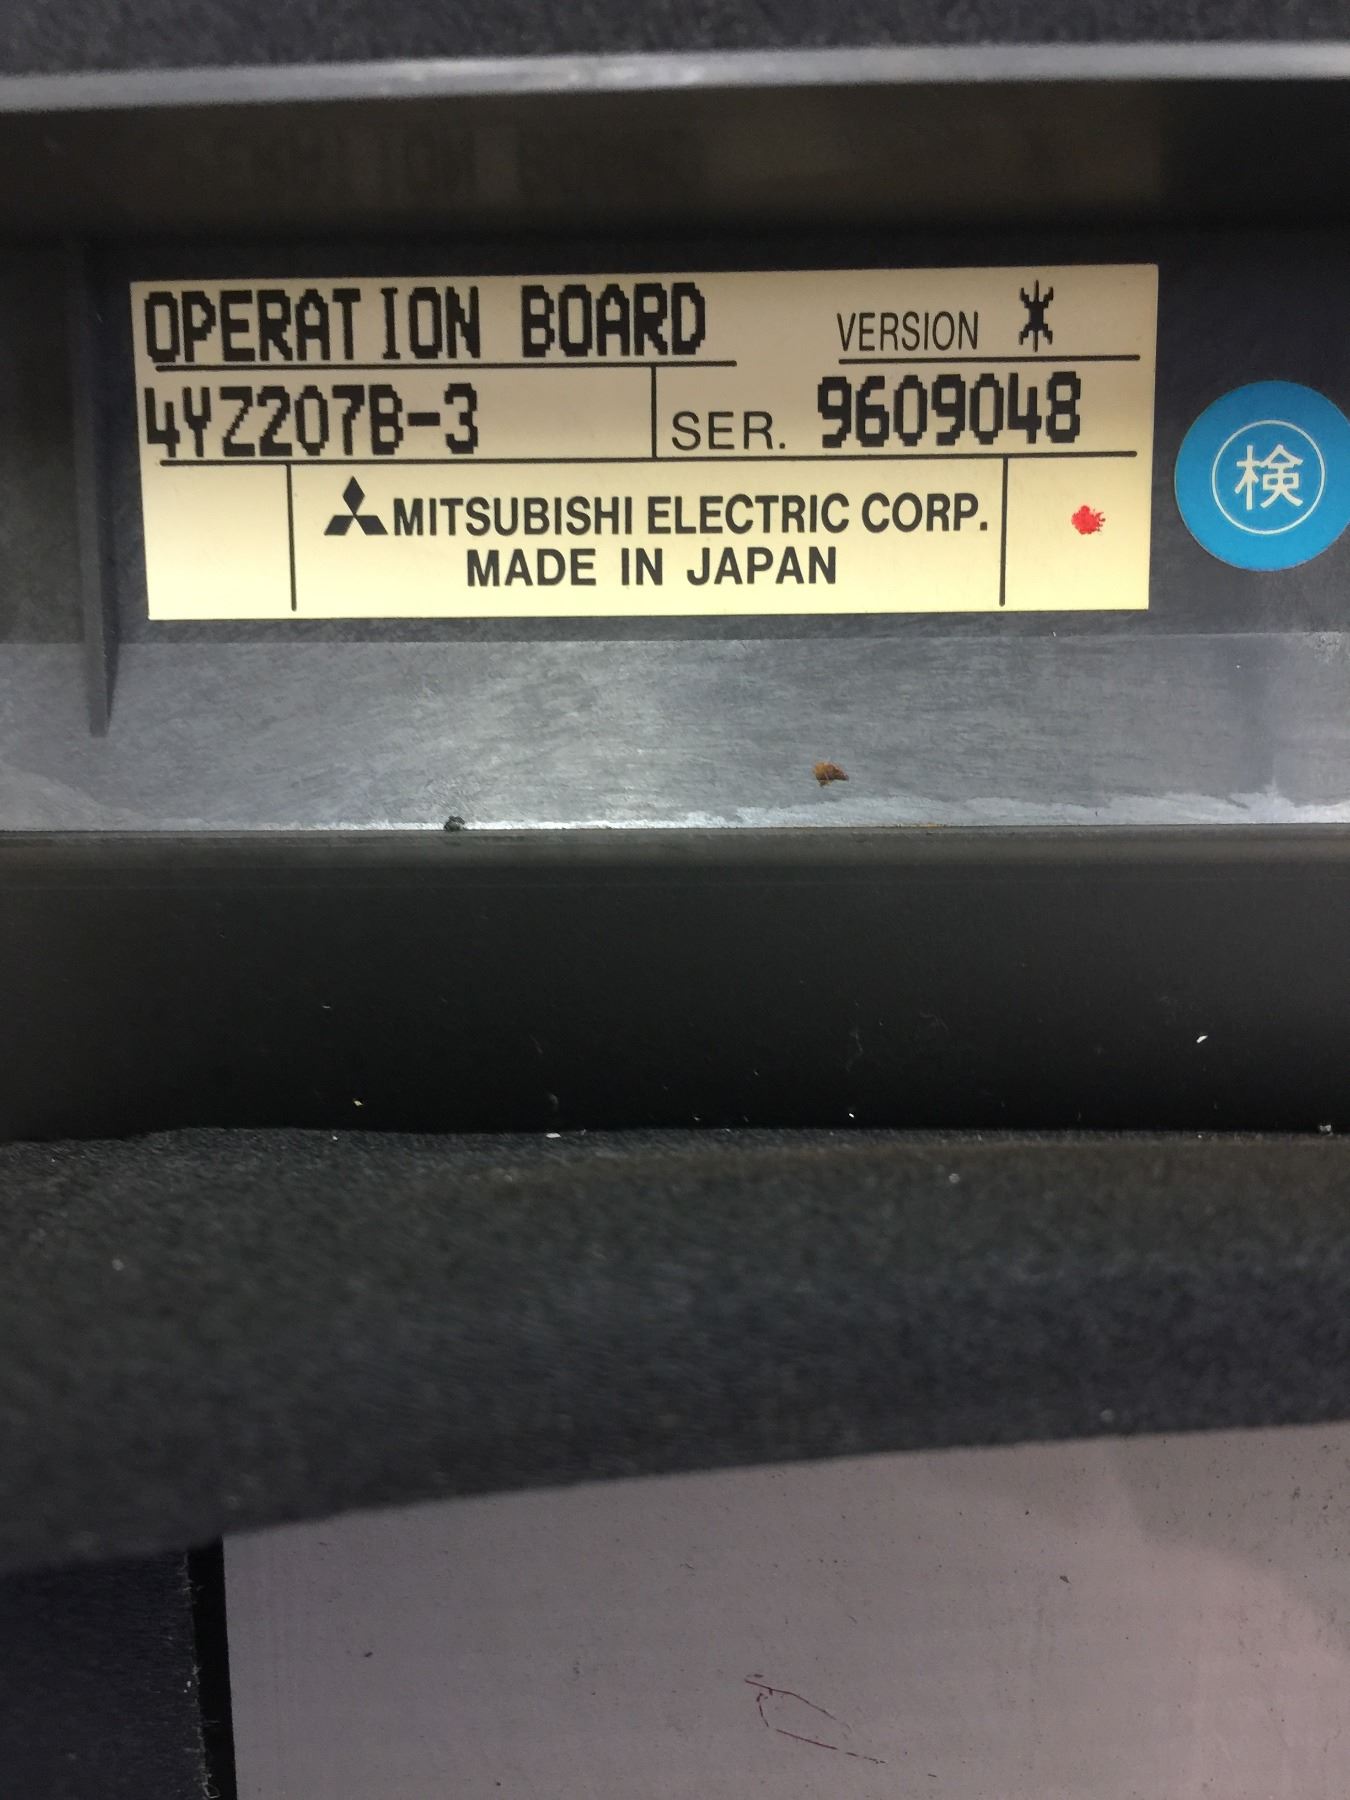 OPERATION BOARD
VERSION *
4YZ207B-3
SER. 9609048
MITSUBISHI ELECTRIC CORP.
MADE IN JAPAN
検